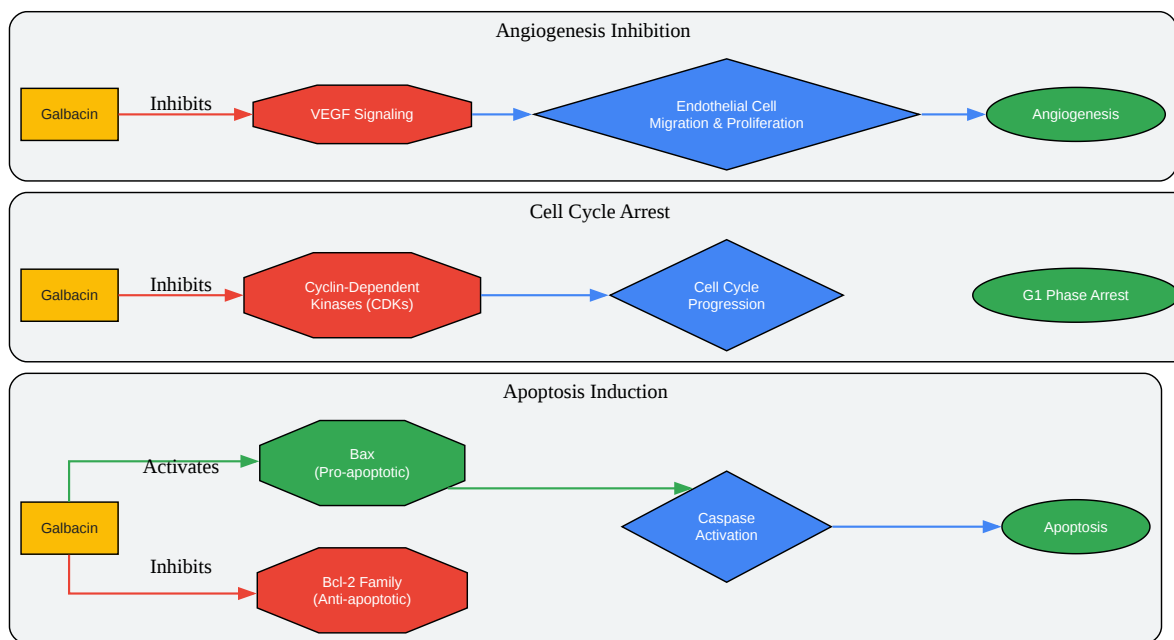 Angiogenesis Inhibition
Galbacin
Inhibits
VEGF Signaling
Endothelial Cell
Migration & Proliferation
Angiogenesis
Cell Cycle Arrest
Galbacin
Inhibits
Cyclin-Dependent
Kinases (CDKs)
Cell Cycle
Progression
G1 Phase Arrest
Apoptosis Induction
Galbacin
Activates
Bax
(Pro-apoptotic)
Inhibits
Bcl-2 Family
(Anti-apoptotic)
Caspase
Activation
Apoptosis